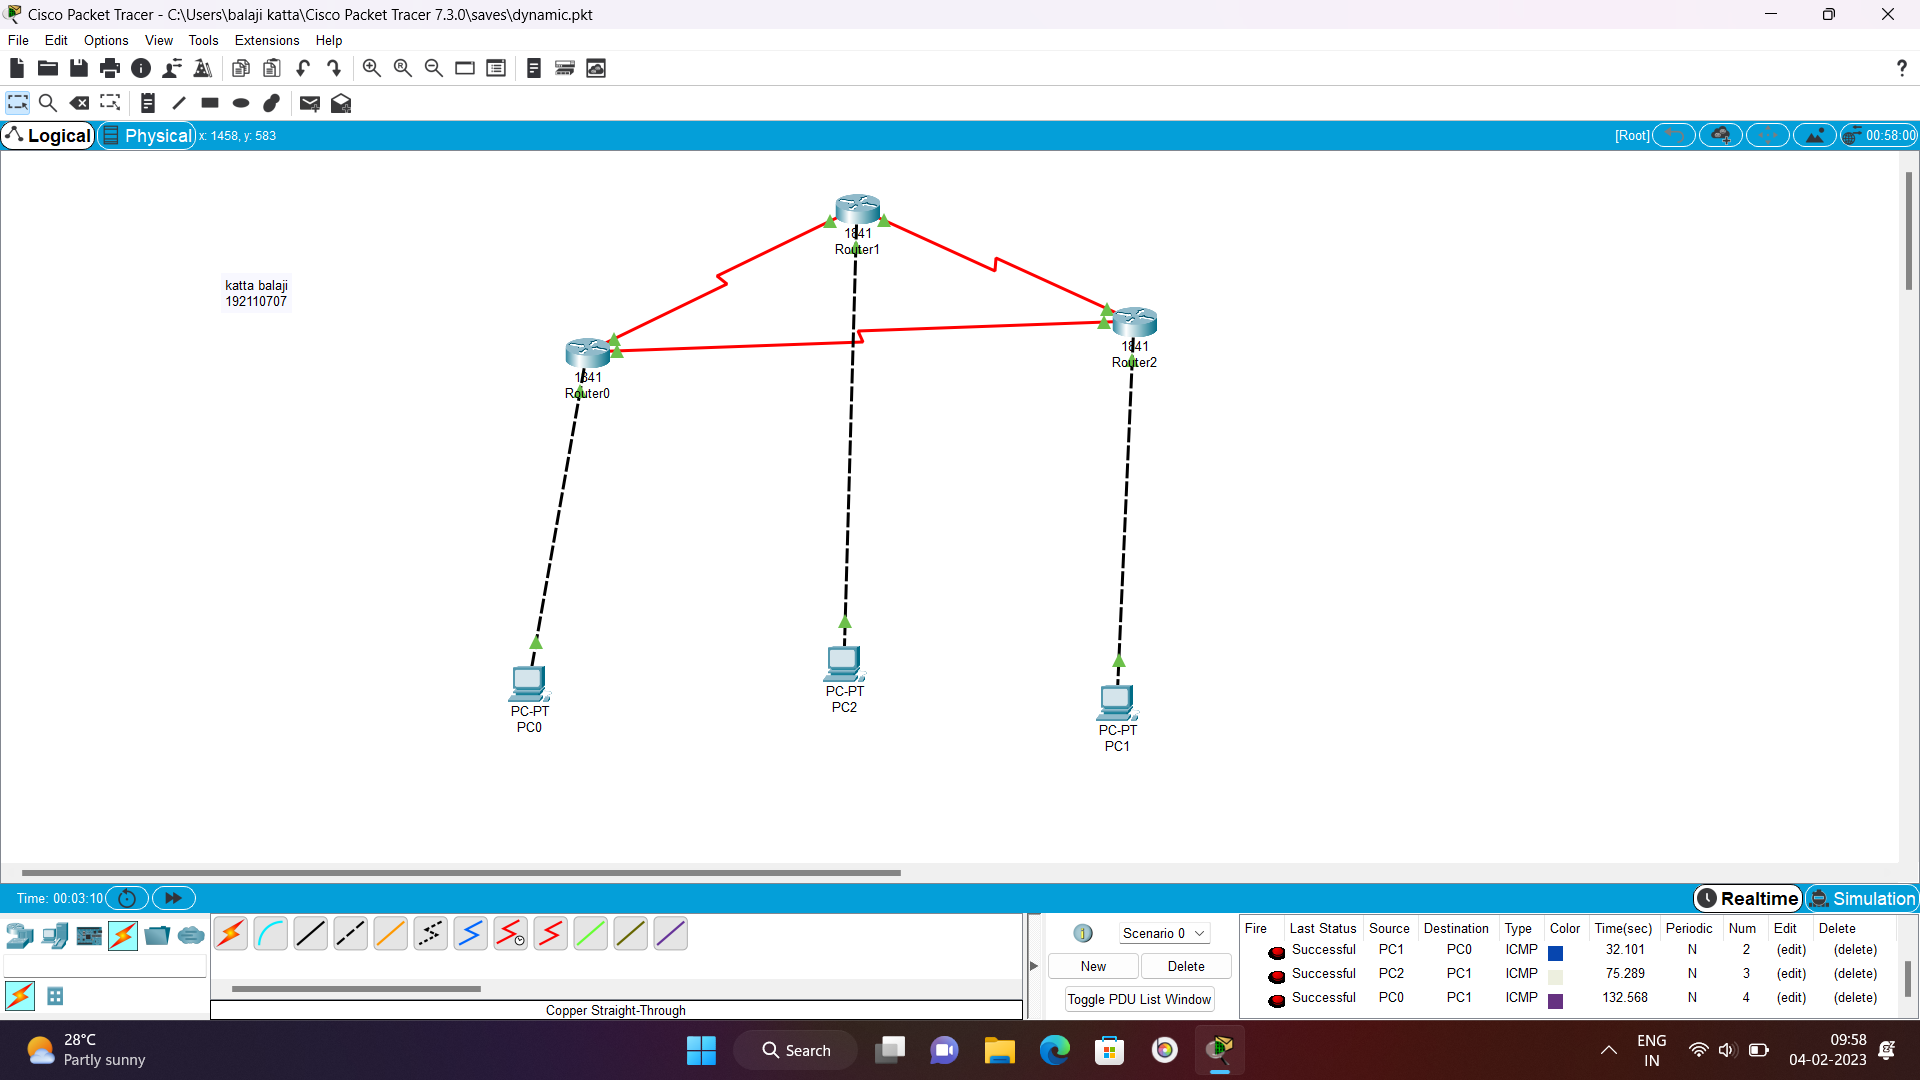 Cisco Packet Tracer - C:\Users\balaji katta\Cisco Packet Tracer 7.3.0\saves\dynamic.pkt
File Edit Options View Tools Extensions Help
?
Logical Physical x: 1458, y: 583 [Root] 00:58:00
1841
Router1
katta balaji
192110707
1841
Router2
1841
Router0
PC-PT
PC2
PC-PT
PC0
PC-PT
PC1
Time: 00:03:10 Realtime Simulation
Scenario 0
New Delete
Toggle PDU List Window
Fire Last Status Source Destination Type Color Time(sec) Periodic Num Edit Delete
Successful PC1 PC0 ICMP 32.101 N 2 (edit) (delete)
Successful PC2 PC1 ICMP 75.289 N 3 (edit) (delete)
Successful PC0 PC1 ICMP 132.568 N 4 (edit) (delete)
Copper Straight-Through
28°C
Partly sunny
Search
ENG
IN
09:58
04-02-2023